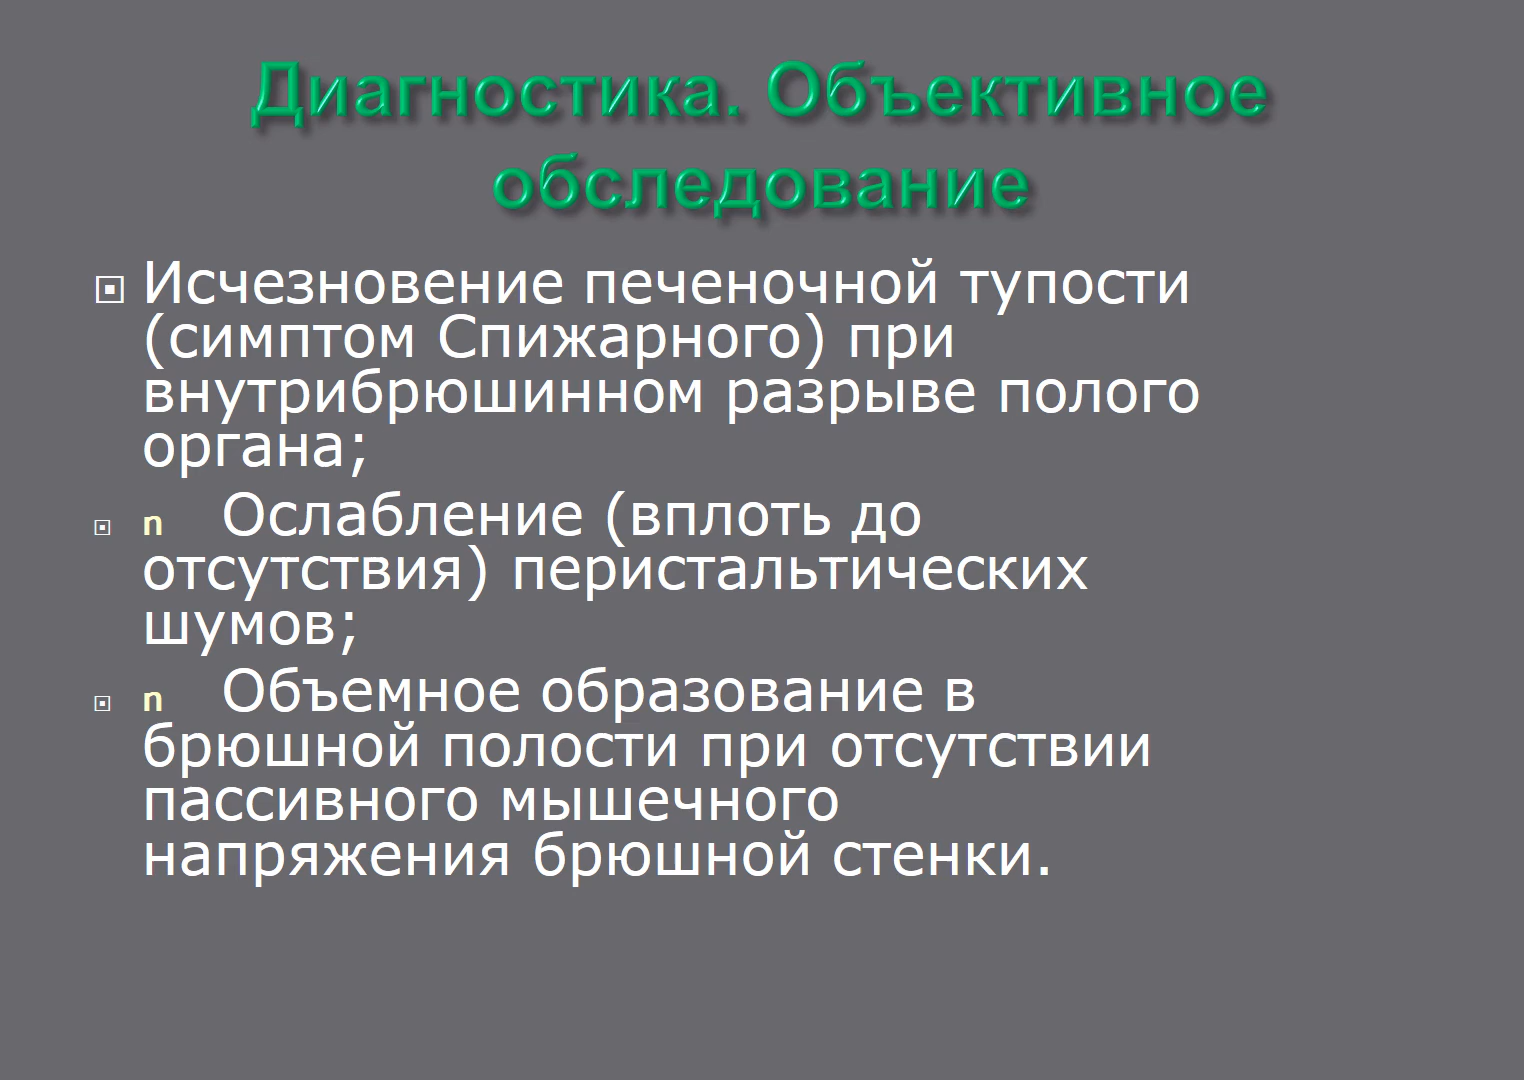 Диагностика. Объективное
обследование
Исчезновение печеночной тупости
(симптом Спижарного) при
внутрибрюшинном разрыве полого
органа;
n Ослабление (вплоть до
отсутствия) перистальтических
шумов;
n Объемное образование в
брюшной полости при отсутствии
пассивного мышечного
напряжения брюшной стенки.